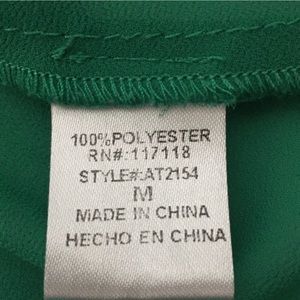 100%POLYESTER
RN#:117118
STYLE#:AT2154
M
MADE IN CHINA
HECHO EN CHINA